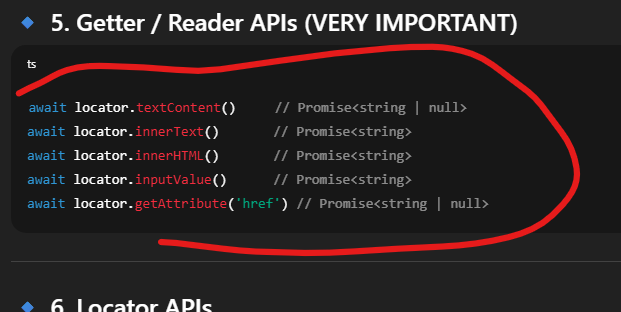 5. Getter / Reader APIs (VERY IMPORTANT)
ts
await locator.textContent() // Promise<string | null>
await locator.innerText() // Promise<string>
await locator.innerHTML() // Promise<string>
await locator.inputValue() // Promise<string>
await locator.getAttribute('href') // Promise<string | null>
6. Locator APIs